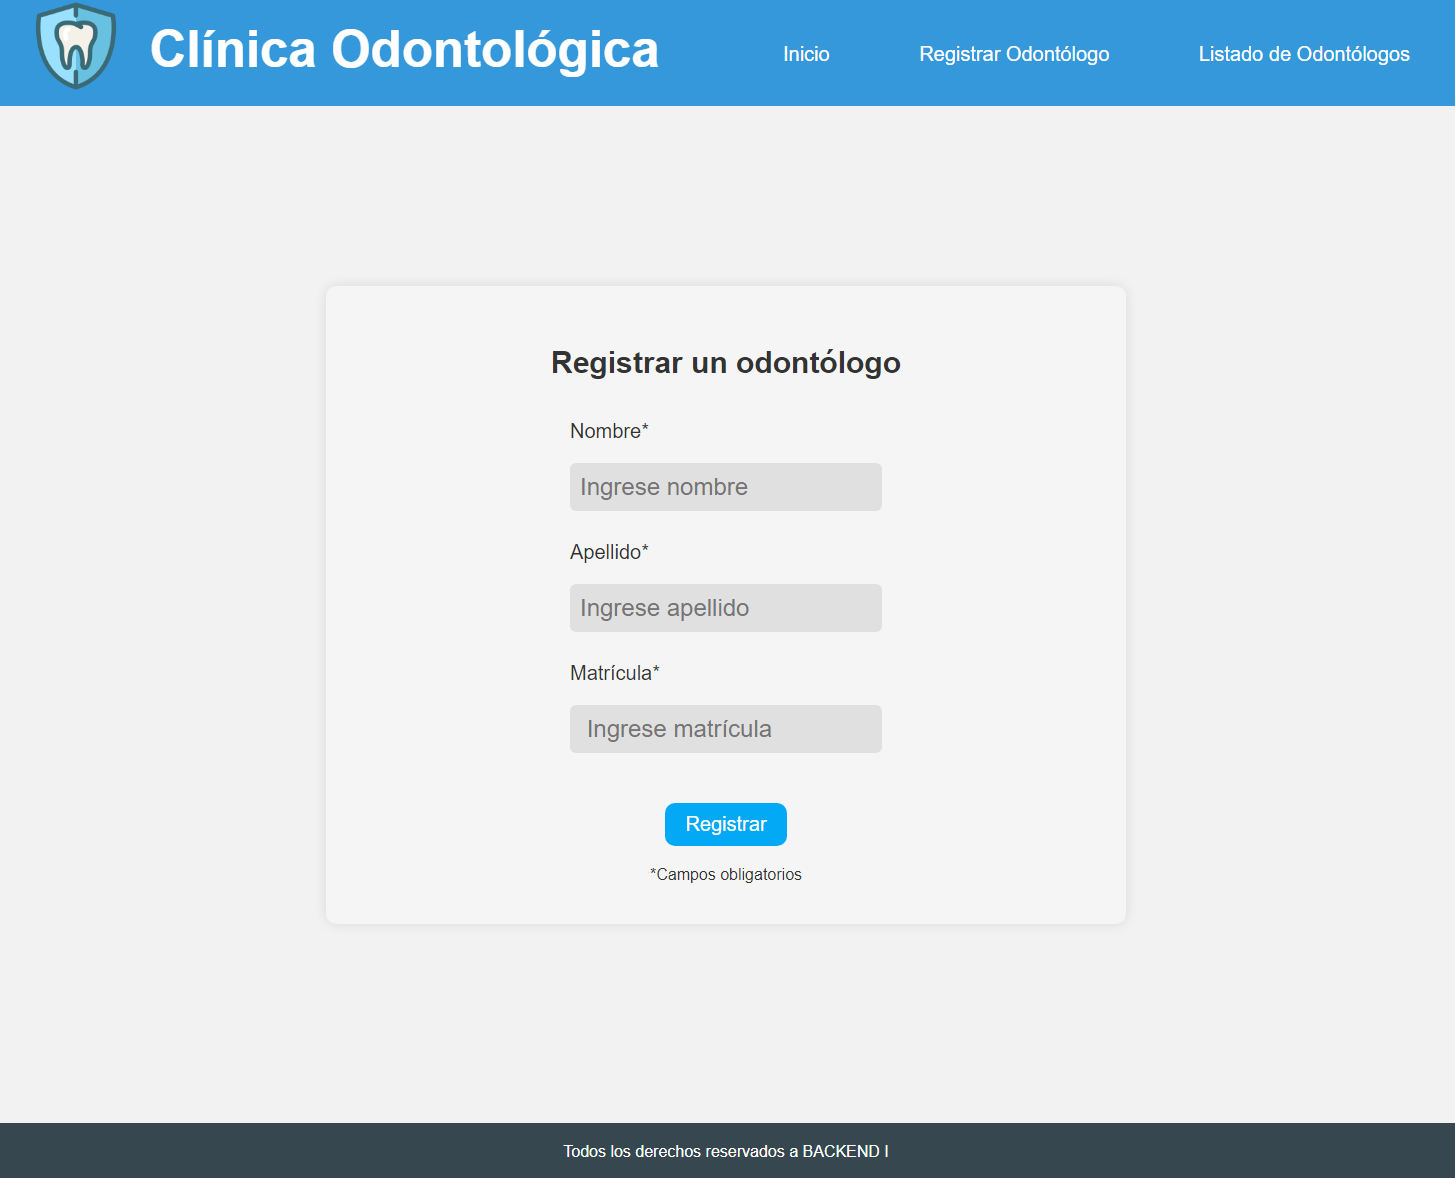 Clínica Odontológica
Inicio
Registrar Odontólogo
Listado de Odontólogos
Registrar un odontólogo
Nombre*
Ingrese nombre
Apellido*
Ingrese apellido
Matrícula*
Ingrese matrícula
Registrar
*Campos obligatorios
Todos los derechos reservados a BACKEND I